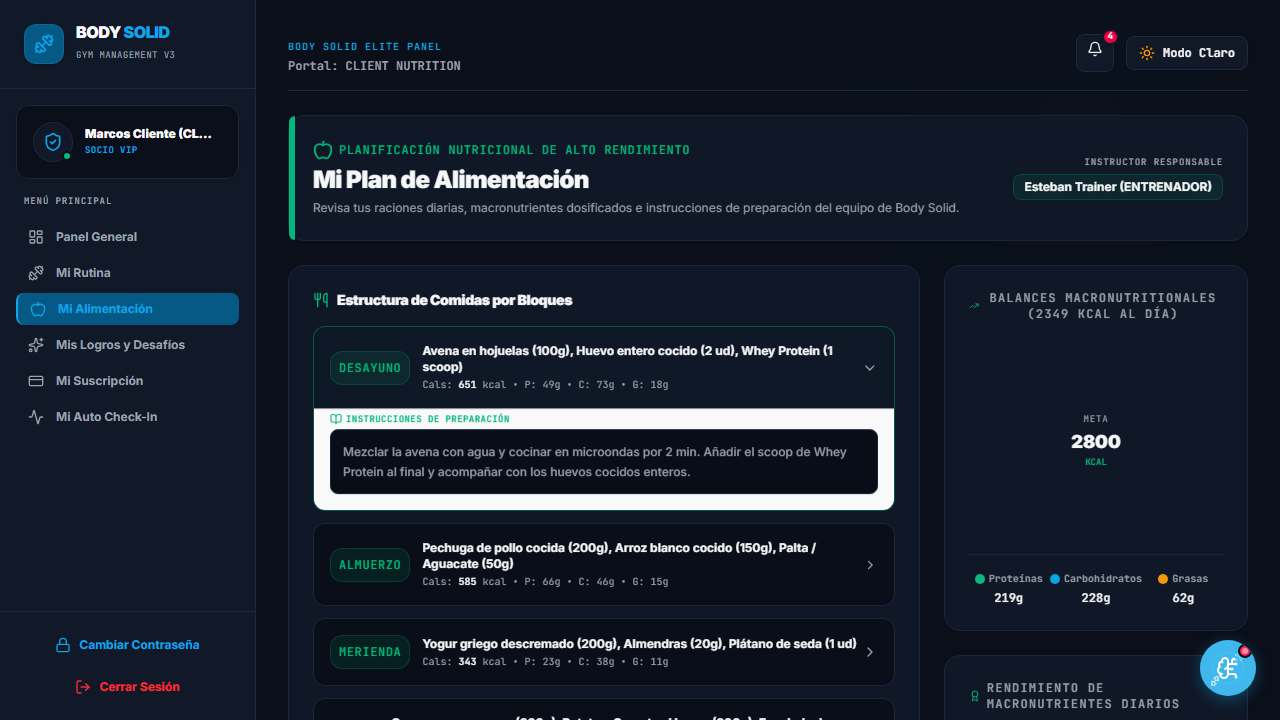 BODY SOLID
GYM MANAGEMENT V3
Marcos Cliente (CL...
SOCIO VIP
MENÚ PRINCIPAL
Panel General
Mi Rutina
Mi Alimentación
Mis Logros y Desafíos
Mi Suscripción
Mi Auto Check-In
Cambiar Contraseña
Cerrar Sesión
BODY SOLID ELITE PANEL
Portal: CLIENT NUTRITION
4
Modo Claro
PLANIFICACIÓN NUTRICIONAL DE ALTO RENDIMIENTO
Mi Plan de Alimentación
Revisa tus raciones diarias, macronutrientes dosificados e instrucciones de preparación del equipo de Body Solid.
INSTRUCTOR RESPONSABLE
Esteban Trainer (ENTRENADOR)
Estructura de Comidas por Bloques
DESAYUNO
Avena en hojuelas (100g), Huevo entero cocido (2 ud), Whey Protein (1
scoop)
Cals: 651 kcal • P: 49g • C: 73g • G: 18g
INSTRUCCIONES DE PREPARACIÓN
Mezclar la avena con agua y cocinar en microondas por 2 min. Añadir el scoop de Whey
Protein al final y acompañar con los huevos cocidos enteros.
ALMUERZO
Pechuga de pollo cocida (200g), Arroz blanco cocido (150g), Palta /
Aguacate (50g)
Cals: 585 kcal • P: 66g • C: 46g • G: 15g
MERIENDA
Yogur griego descremado (200g), Almendras (20g), Plátano de seda (1 ud)
Cals: 343 kcal • P: 23g • C: 38g • G: 11g
BALANCES MACRONUTRITIONALES
(2349 KCAL AL DÍA)
META
2800
KCAL
Proteínas
219g
Carbohidratos
228g
Grasas
62g
RENDIMIENTO DE
MACRONUTRIENTES DIARIOS